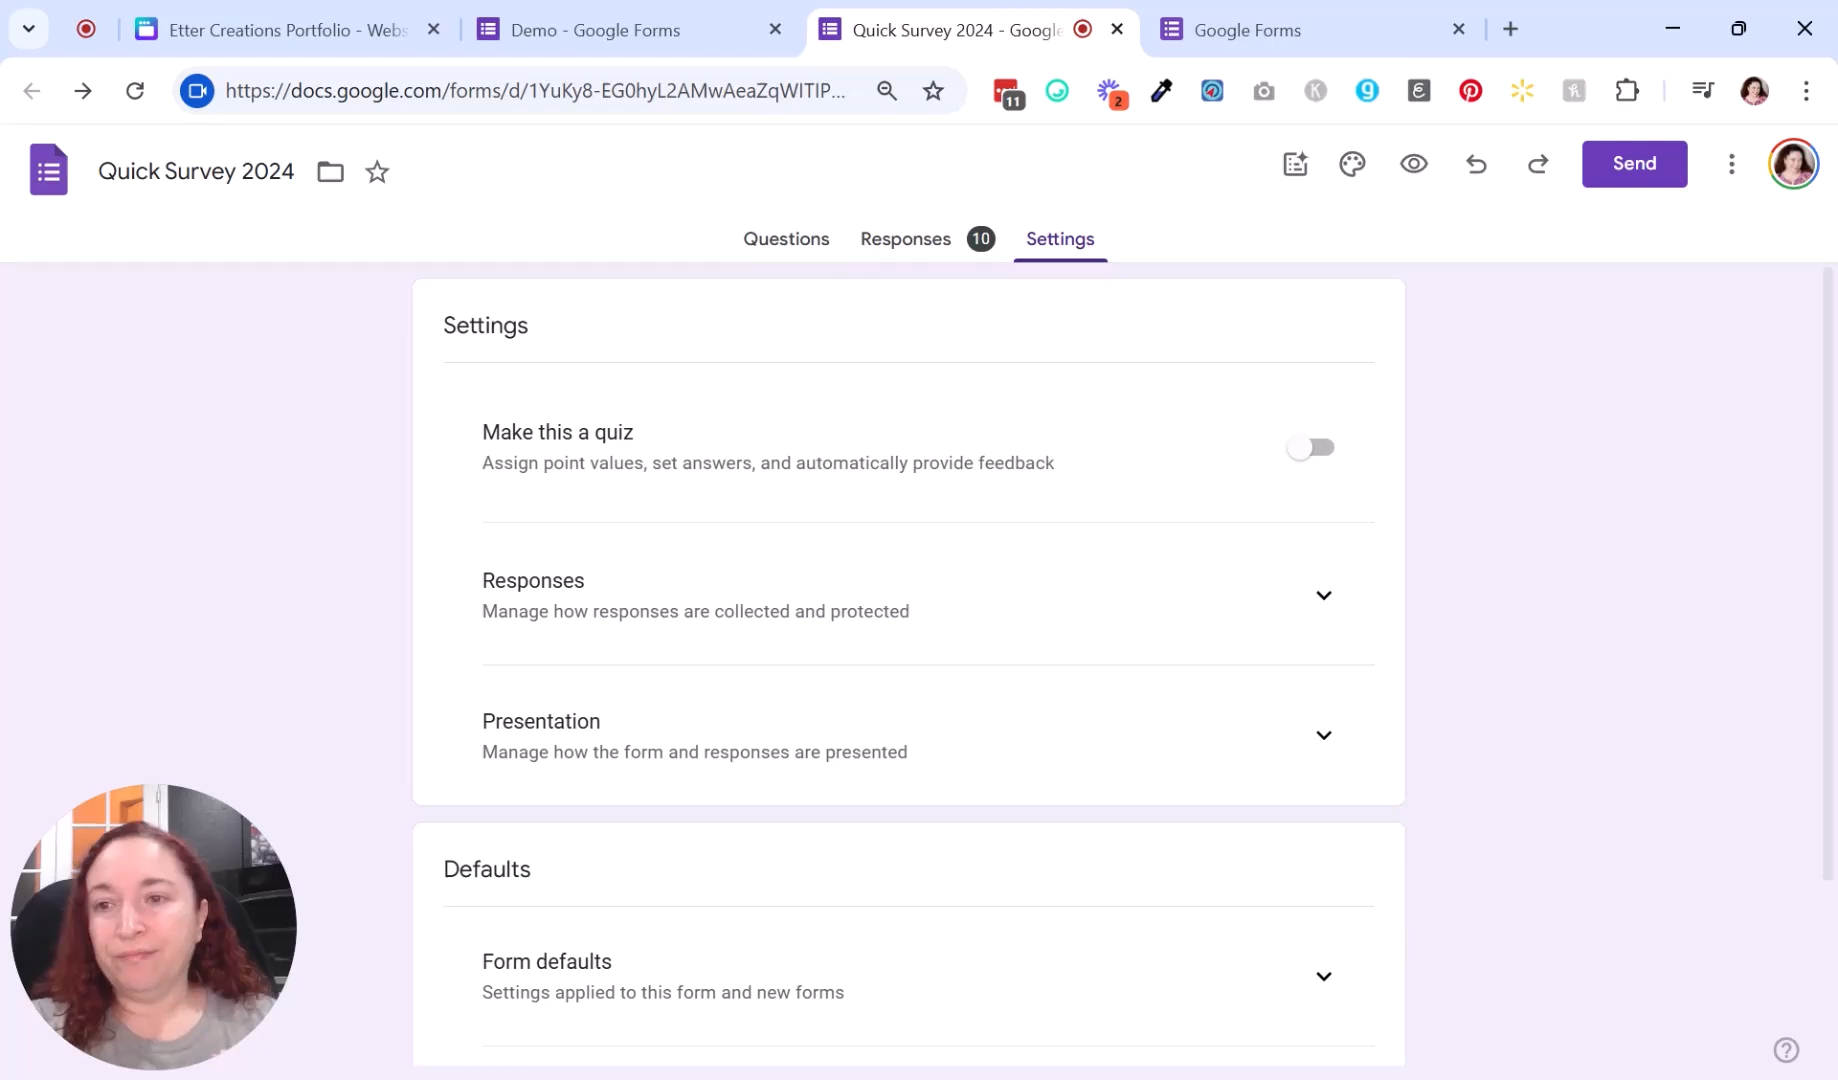 Etter Creations Portfolio - Webs
Demo - Google Forms
Quick Survey 2024 - Google
Google Forms
https://docs.google.com/forms/d/1YuKy8-EG0hyL2AMwAeaZqWITIP...
11
2
Quick Survey 2024
Send
Questions
Responses 10
Settings
Settings
Make this a quiz
Assign point values, set answers, and automatically provide feedback
Responses
Manage how responses are collected and protected
Presentation
Manage how the form and responses are presented
Defaults
Form defaults
Settings applied to this form and new forms